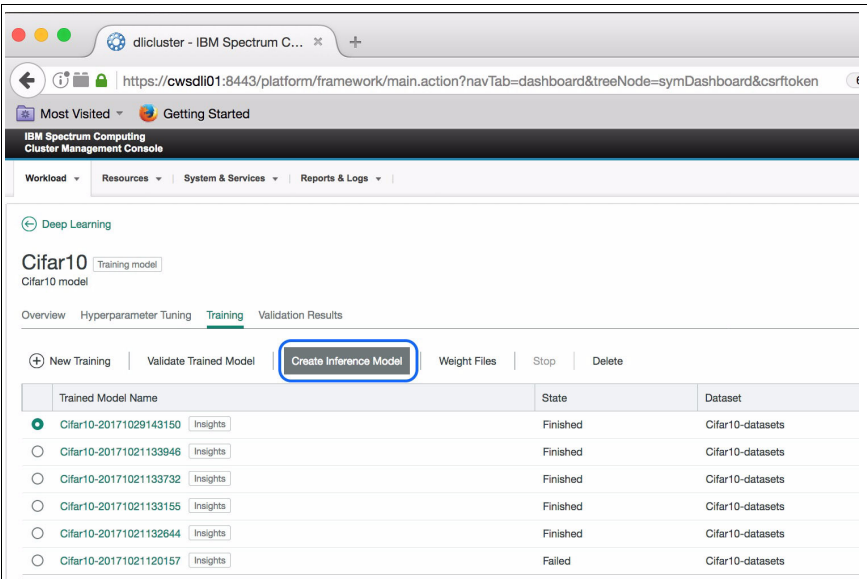 dlicluster - IBM Spectrum C... × +
https://cwsdli01:8443/platform/framework/main.action?navTab=dashboard&treeNode=symDashboard&csrftoken
Most Visited Getting Started
IBM Spectrum Computing
Cluster Management Console
Workload Resources System & Services Reports & Logs
Deep Learning
Cifar10 Training model
Cifar10 model
Overview Hyperparameter Tuning Training Validation Results
New Training Validate Trained Model Create Inference Model Weight Files Stop Delete
Trained Model Name State Dataset
Cifar10-20171029143150 Insights Finished Cifar10-datasets
Cifar10-20171021133946 Insights Finished Cifar10-datasets
Cifar10-20171021133732 Insights Finished Cifar10-datasets
Cifar10-20171021133155 Insights Finished Cifar10-datasets
Cifar10-20171021132644 Insights Finished Cifar10-datasets
Cifar10-20171021120157 Insights Failed Cifar10-datasets